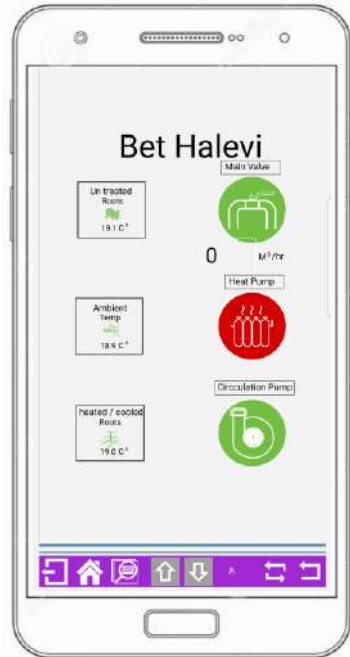 Bet Halevi
Main Valve
Un treated
Roots
19.1 C°
0 M³/hr
Heat Pump
Ambient
Temp
18.9 C°
Circculation Pump
heated / cooled
Roots
19.0 C°